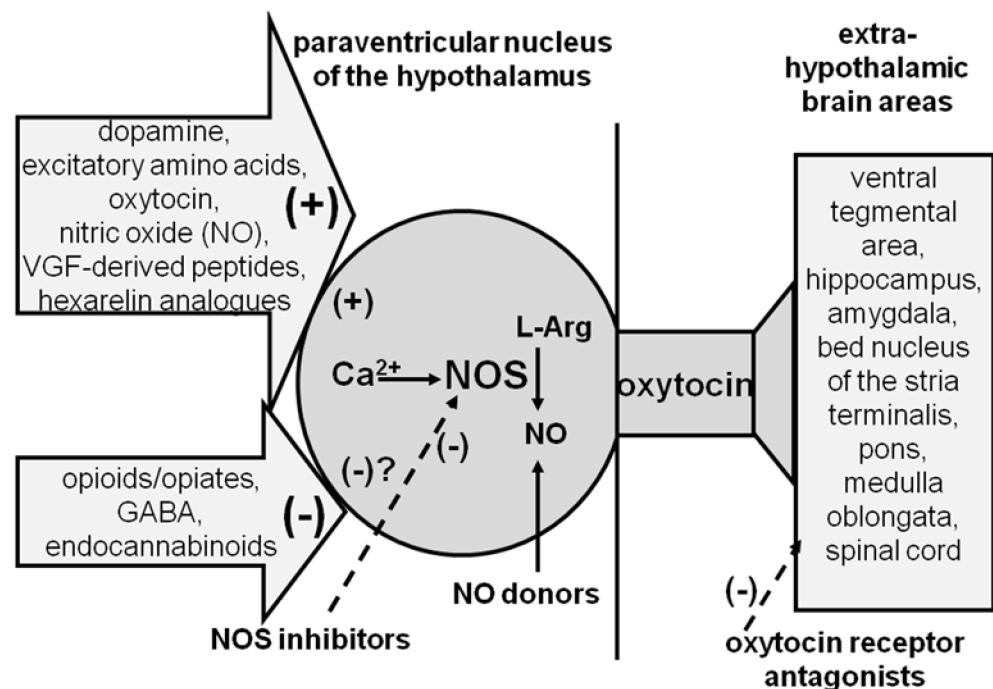 paraventricular nucleus
of the hypothalamus
extra-
hypothalamic
brain areas
dopamine,
excitatory amino acids,
oxytocin,
nitric oxide (NO),
VGF-derived peptides,
hexarelin analogues
(+)
(+)
L-Arg
Ca²⁺
NOS
NO
(-)
(-)?
oxytocin
opioids/opiates,
GABA,
endocannabinoids
(-)
NOS inhibitors
NO donors
ventral
tegmental
area,
hippocampus,
amygdala,
bed nucleus
of the stria
terminalis,
pons,
medulla
oblongata,
spinal cord
(-)
oxytocin receptor
antagonists